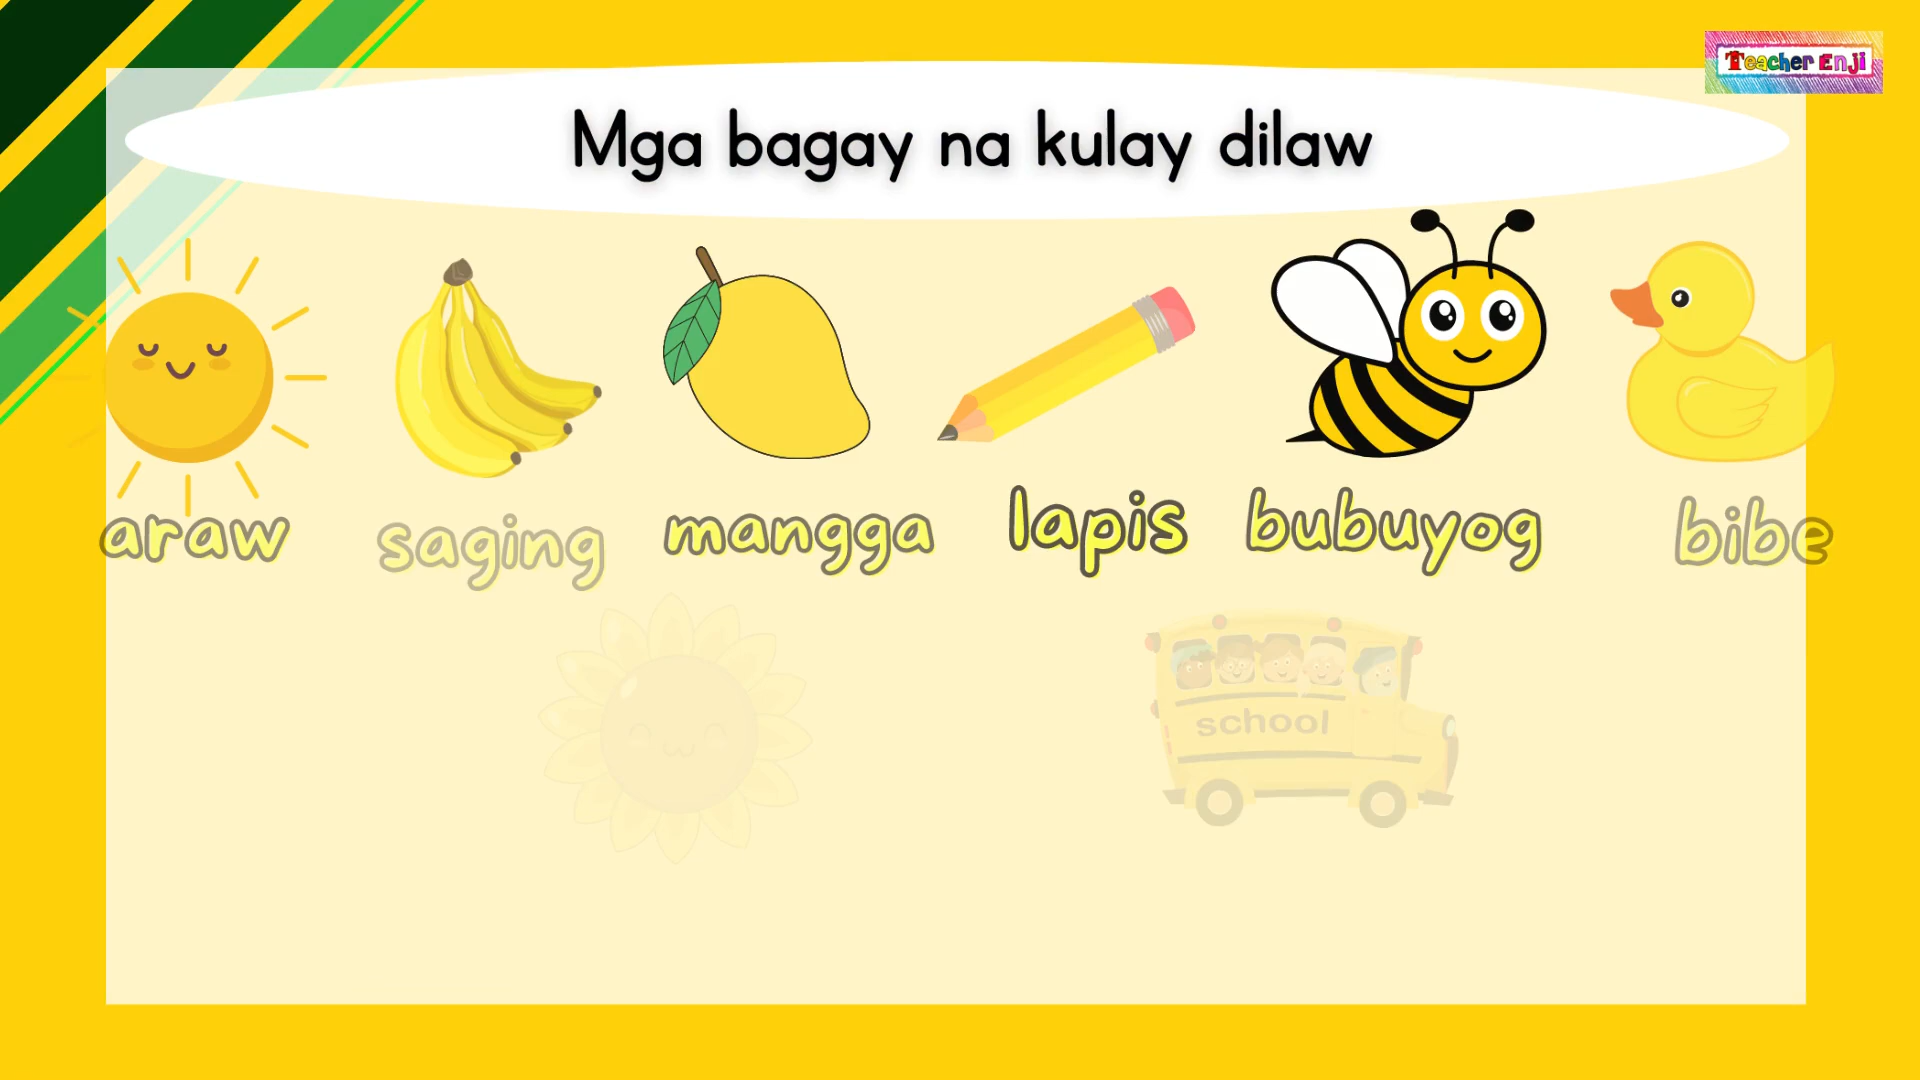 Teacher Enji
Mga bagay na kulay dilaw
araw saging mangga lapis bubuyog bibe
school